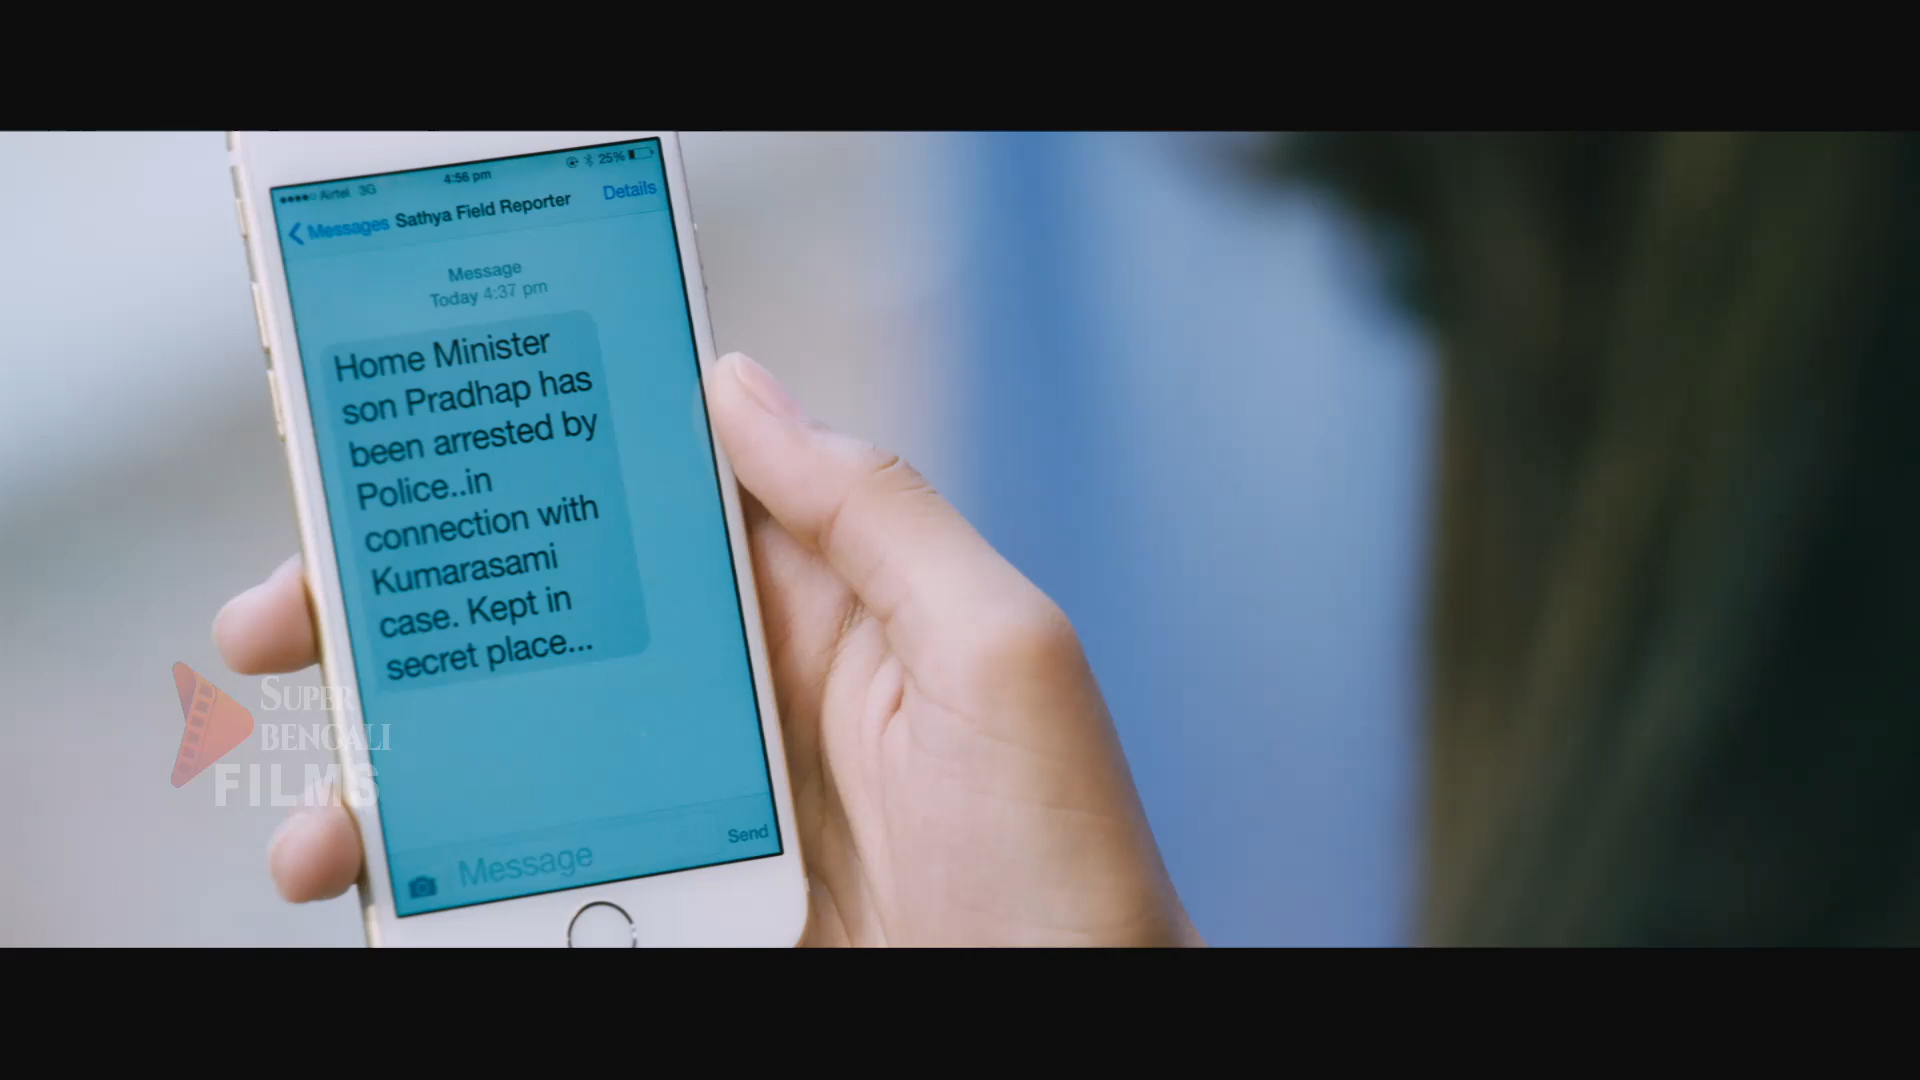 Airtel 3G 4:56 pm 25%
Messages Sathya Field Reporter Details
Message
Today 4:37 pm
Home Minister
son Pradhap has
been arrested by
Police..in
connection with
Kumarasami
case. Kept in
secret place...
Message Send
SUPER
BENGALI
FILMS